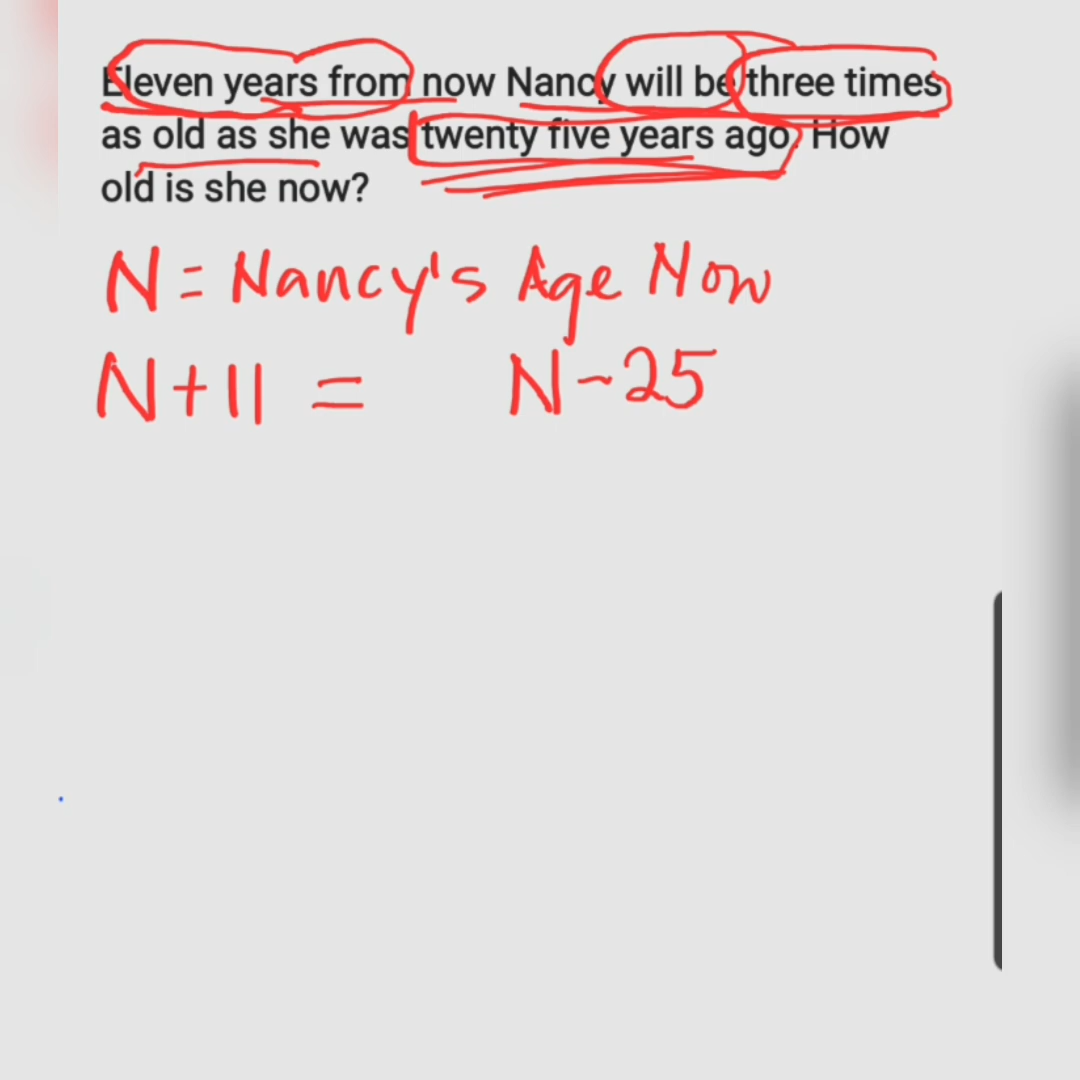 Eleven years from now Nancy will be three times
as old as she was twenty five years ago. How
old is she now?
N = Nancy's Age Now
N+11 = N-25